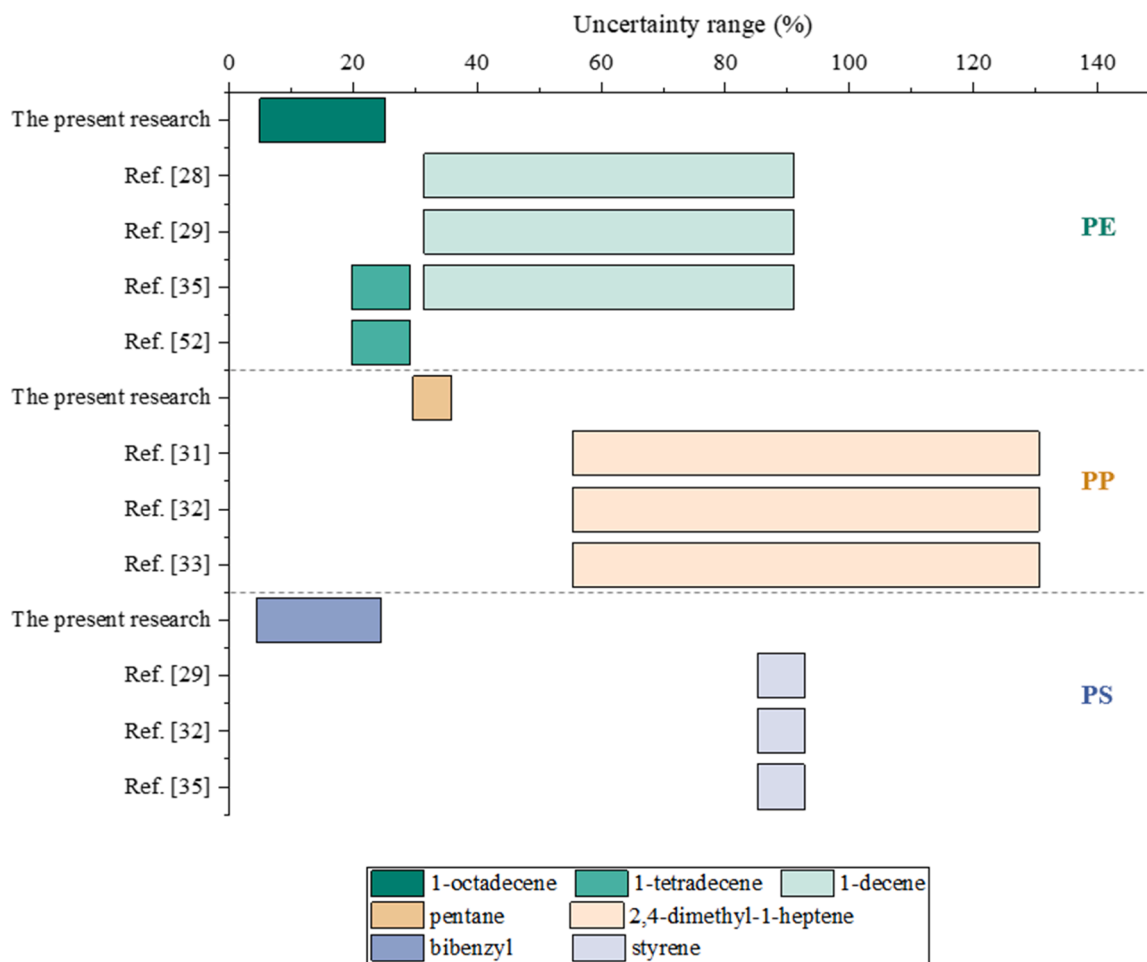 Uncertainty range (%)
0 20 40 60 80 100 120 140
The present research
Ref. [28]
Ref. [29]
PE
Ref. [35]
Ref. [52]
The present research
Ref. [31]
PP
Ref. [32]
Ref. [33]
The present research
Ref. [29]
PS
Ref. [32]
Ref. [35]
1-octadecene 1-tetradecene 1-decene
pentane 2,4-dimethyl-1-heptene
bibenzyl styrene